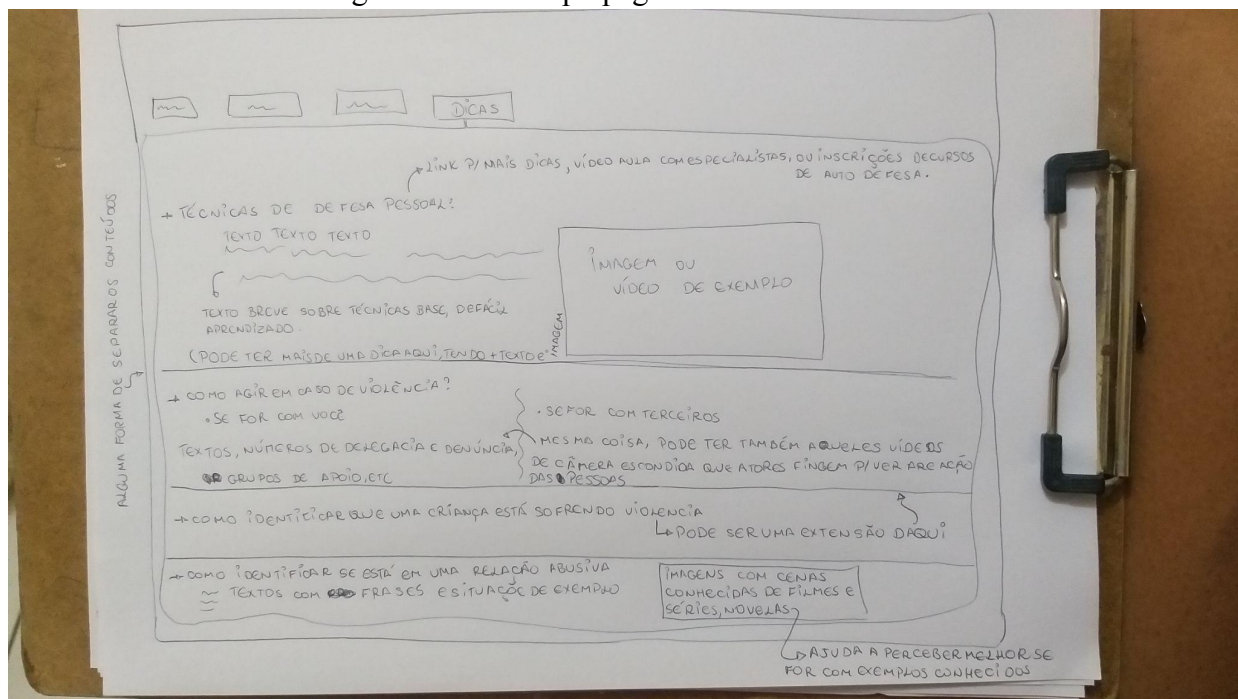 DICAS
LINK P/ MAIS DICAS, VÍDEO AULA COM ESPECIALISTAS, OU INSCRIÇÕES DE CURSOS
DE AUTO DEFESA.
TÉCNICAS DE DEFESA PESSOAL?
TEXTO TEXTO TEXTO
IMAGEM OU
VÍDEO DE EXEMPLO
TEXTO BREVE SOBRE TÉCNICAS BASE, DE FÁCIL
APRENDIZADO.
(PODE TER MAIS DE UMA DICA AQUI, TENDO + TEXTO E
IMAGEM
ALGUMA FORMA DE SEPARAR OS CONTEÚDOS
COMO AGIR EM CASO DE VIOLÊNCIA?
• SE FOR COM VOCÊ
TEXTOS, NÚMEROS DE DELEGACIA E DENÚNCIA,
GRUPOS DE APOIO, ETC
• SE FOR COM TERCEIROS
MESMA COISA, PODE TER TAMBÉM AQUELES VÍDEOS
DE CÂMERA ESCONDIDA QUE ATORES FINGEM P/ VER A REAÇÃO
DAS PESSOAS
COMO IDENTIFICAR QUE UMA CRIANÇA ESTÁ SOFRENDO VIOLENCIA
PODE SER UMA EXTENSÃO DAQUI
COMO IDENTIFICAR SE ESTÁ EM UMA RELAÇÃO ABUSIVA
TEXTOS COM FRASES E SITUAÇÕE DE EXEMPLO
IMAGENS COM CENAS
CONHECIDAS DE FILMES E
SÉRIES, NOVELAS
AJUDA A PERCEBER MELHOR SE
FOR COM EXEMPLOS CONHECIDOS